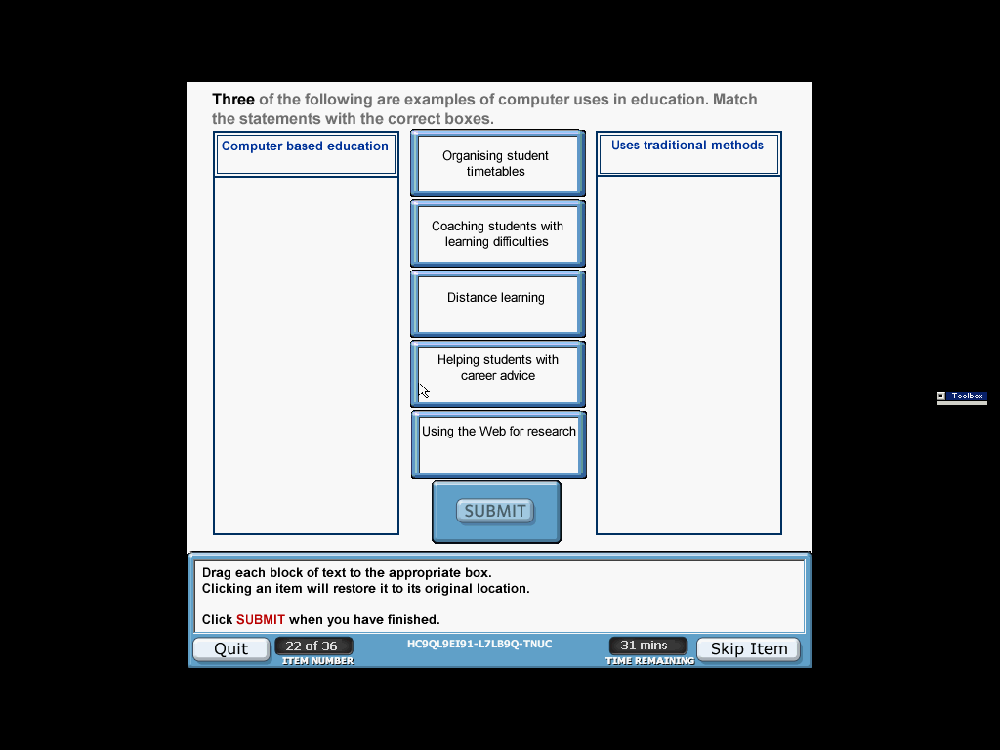 Three of the following are examples of computer uses in education. Match
the statements with the correct boxes.
Computer based education
Organising student
timetables
Uses traditional methods
Coaching students with
learning difficulties
Distance learning
Helping students with
career advice
Using the Web for research
SUBMIT
Toolbox
Drag each block of text to the appropriate box.
Clicking an item will restore it to its original location.
Click SUBMIT when you have finished.
Quit
22 of 36
ITEM NUMBER
HC9QL9EI91-L7LB9Q-TNUC
31 mins
TIME REMAINING
Skip Item